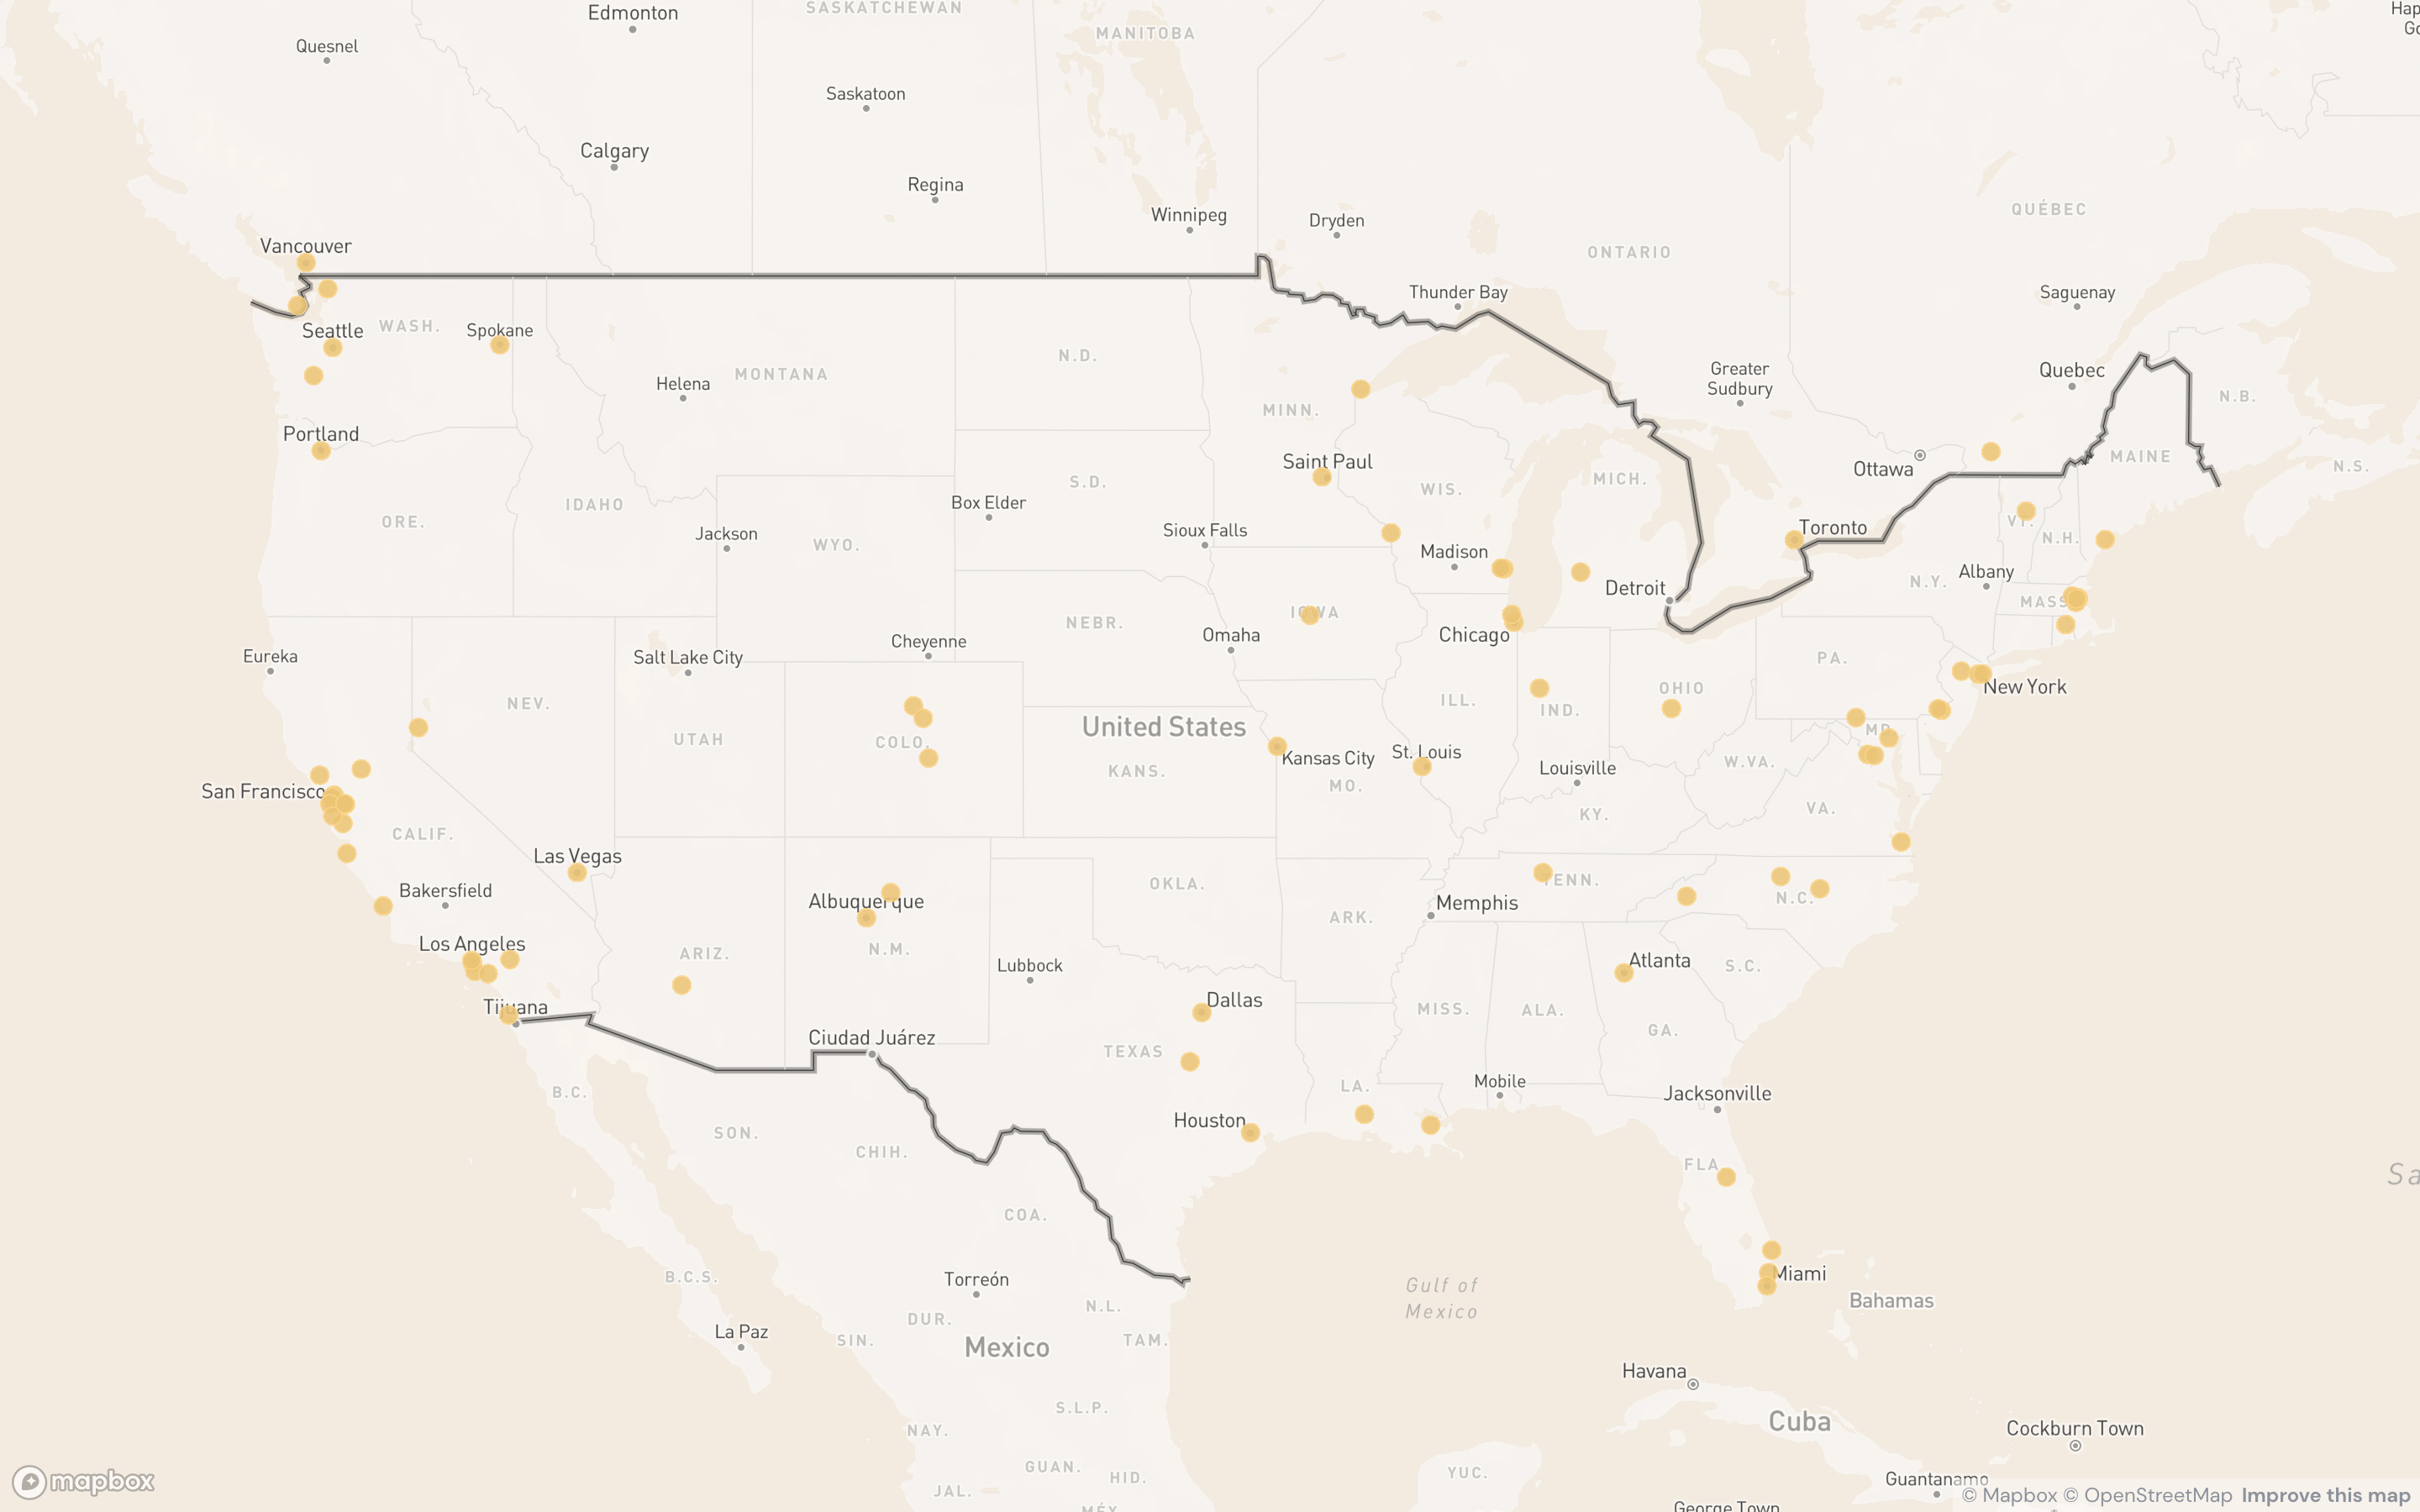 Edmonton
SASKATCHEWAN
Hap
Go
MANITOBA
Quesnel
Saskatoon
Calgary
Regina
QUÉBEC
Winnipeg
Dryden
Vancouver
ONTARIO
Thunder Bay
Saguenay
Seattle
WASH.
Spokane
N.D.
Greater
Sudbury
Quebec
Helena
MONTANA
N.B.
MINN.
Portland
Saint Paul
Ottawa
MAINE
N.S.
S.D.
MICH.
WIS.
Box Elder
IDAHO
ORE.
Jackson
Sioux Falls
Toronto
VT.
N.H.
WYO.
Madison
Albany
N.Y.
Detroit
MASS
IOWA
NEBR.
Omaha
Chicago
Cheyenne
Eureka
Salt Lake City
PA.
OHIO
New York
NEV.
ILL.
IND.
United States
MD.
UTAH
COLO.
Kansas City
St. Louis
KANS.
W.VA.
Louisville
MO.
San Francisco
VA.
KY.
CALIF.
Las Vegas
Bakersfield
OKLA.
TENN.
N.C.
Albuquerque
Memphis
ARK.
Los Angeles
N.M.
ARIZ.
Lubbock
Atlanta
S.C.
Tijuana
Dallas
MISS.
ALA.
GA.
Ciudad Juárez
TEXAS
B.C.
LA.
Mobile
Jacksonville
Houston
SON.
CHIH.
FLA.
Sa
COA.
B.C.S.
Torreón
Gulf of
Mexico
Miami
Bahamas
N.L.
DUR.
La Paz
SIN.
TAM.
Mexico
Havana
S.L.P.
Cuba
NAY.
Cockburn Town
GUAN.
HID.
YUC.
Guantanamo
mapbox
JAL.
MÉX.
George Town
© Mapbox © OpenStreetMap Improve this map